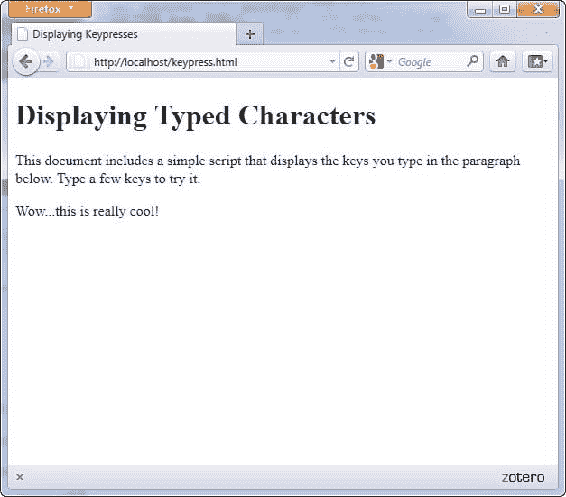 Firefox
Displaying Keypresses
http://localhost/keypress.html
Google
Displaying Typed Characters
This document includes a simple script that displays the keys you type in the paragraph
below. Type a few keys to try it.
Wow...this is really cool!
zotero